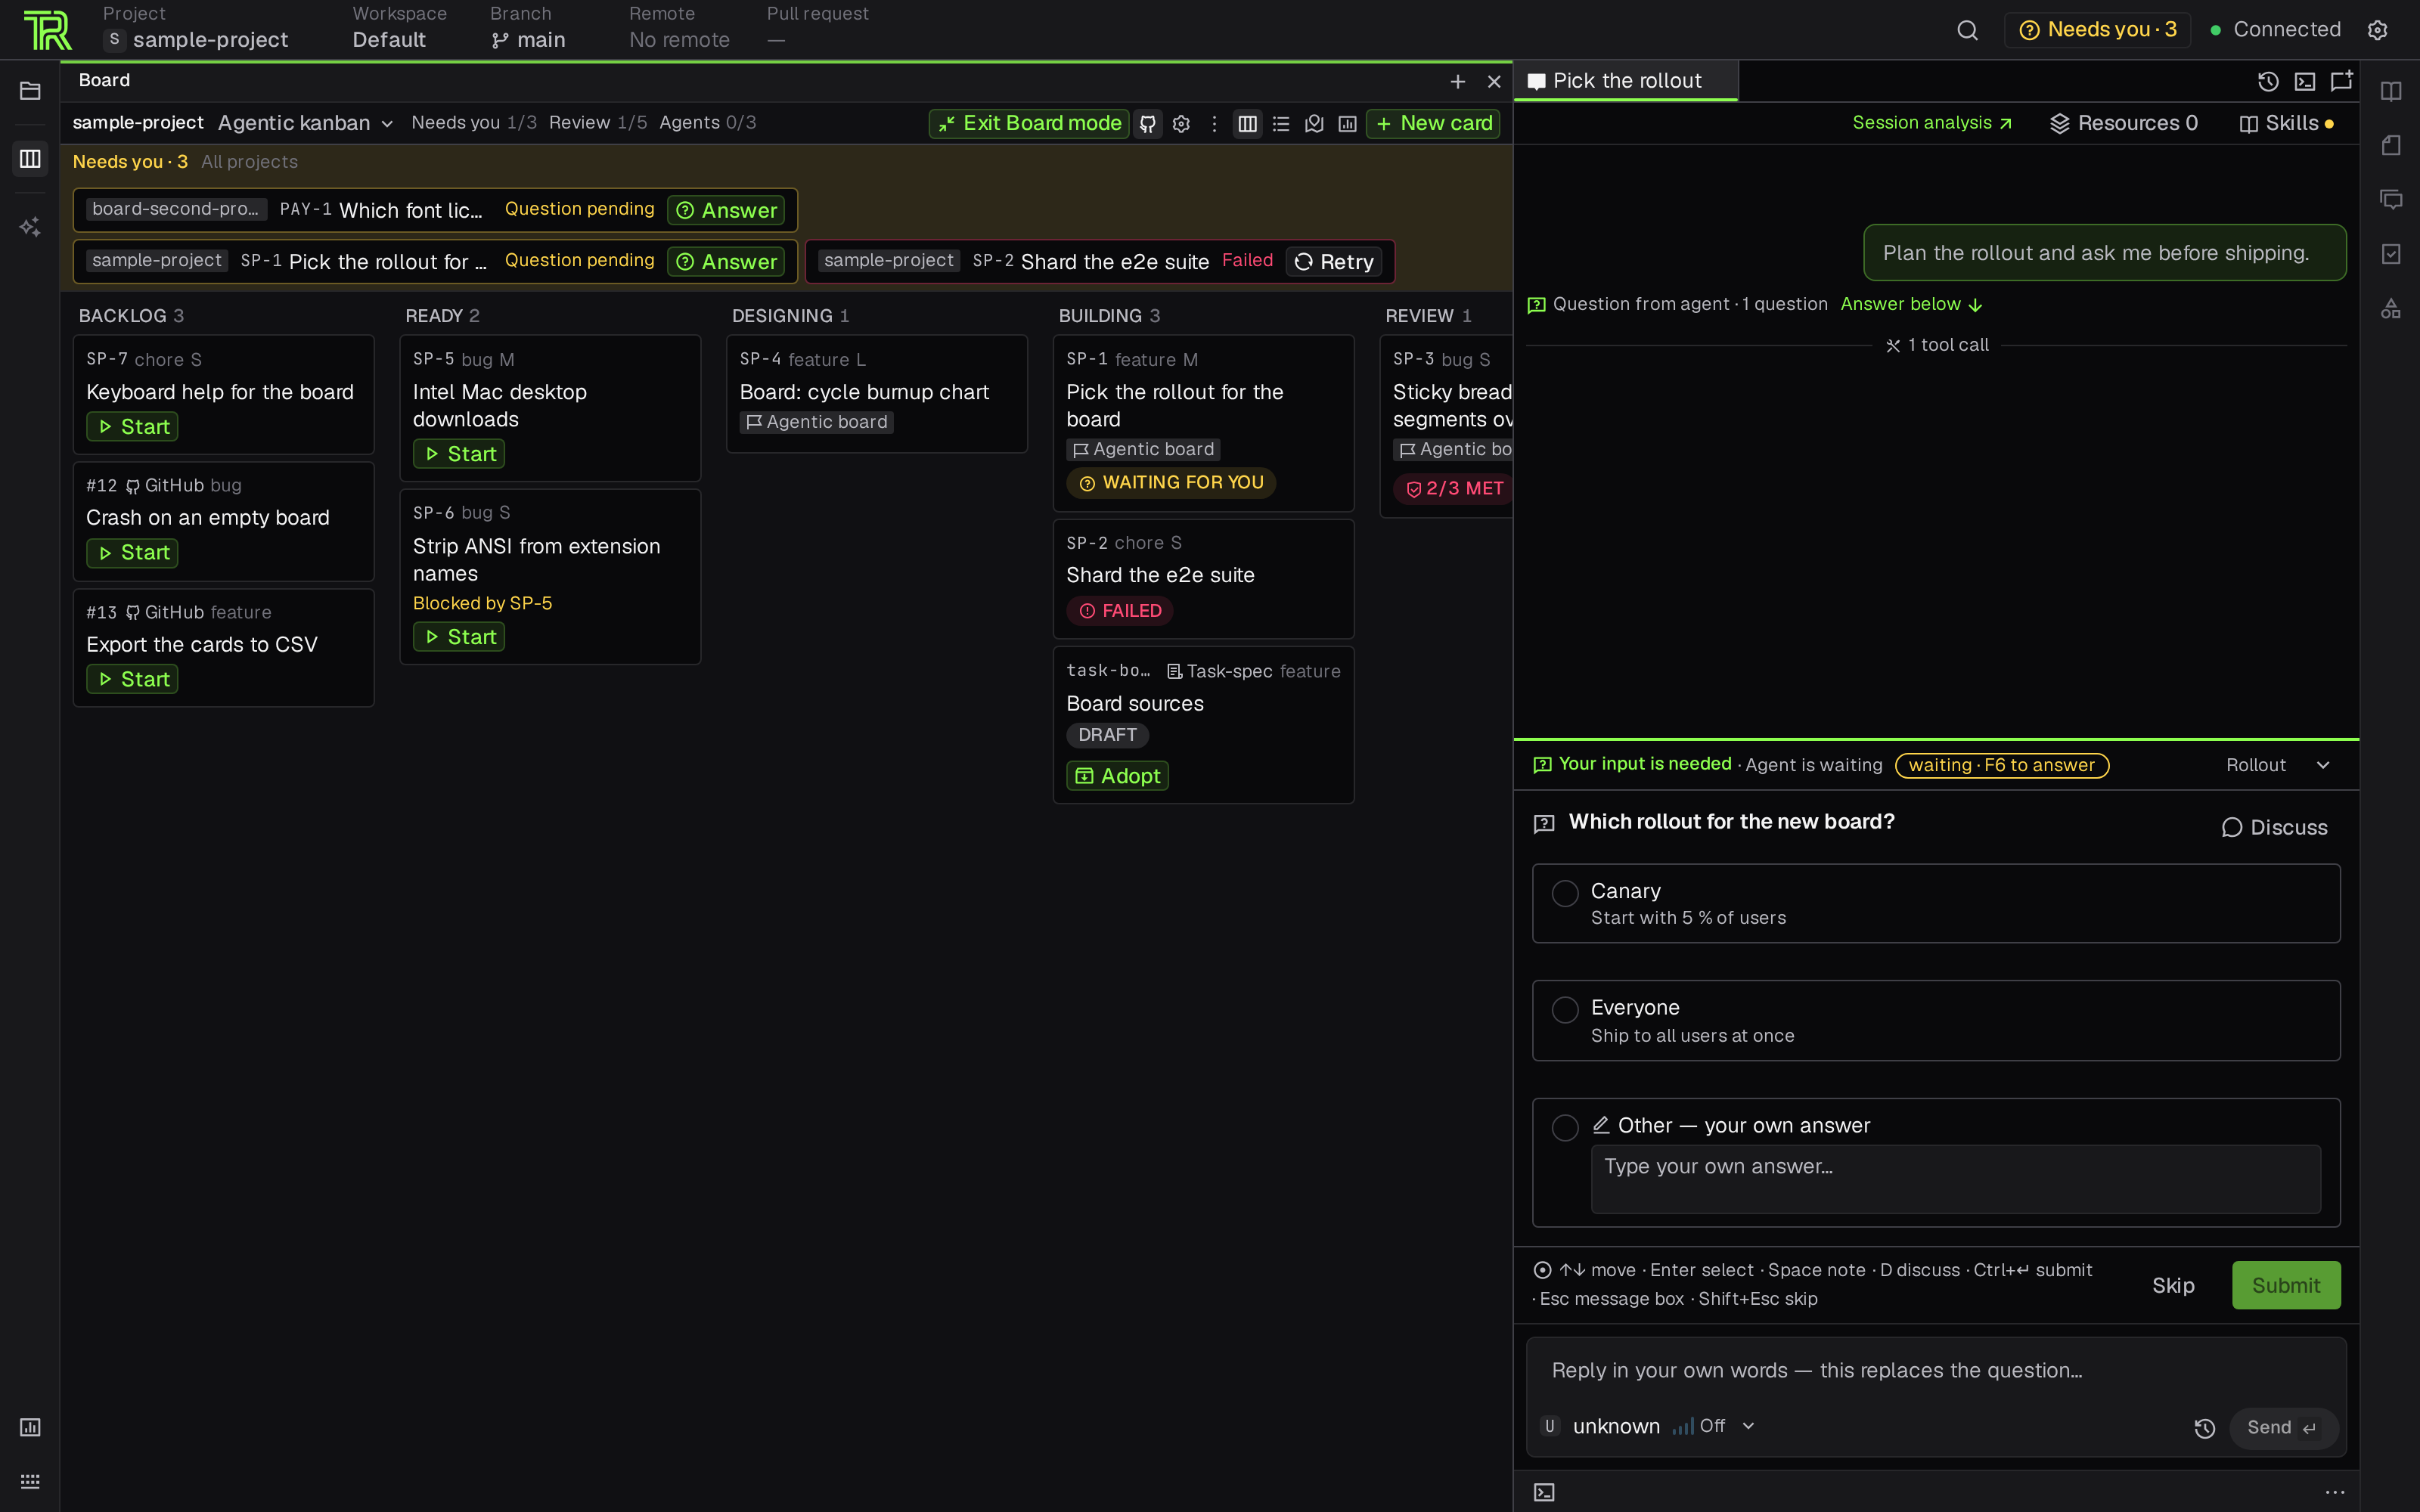 Project
S sample-project
Workspace
Default
Branch
main
Remote
No remote
Pull request
—
Needs you · 3
Connected
Board
Pick the rollout
sample-project Agentic kanban Needs you 1/3 Review 1/5 Agents 0/3
Exit Board mode
New card
Session analysis
Resources 0
Skills
Needs you · 3 All projects
board-second-pro… PAY-1 Which font lic… Question pending Answer
sample-project SP-1 Pick the rollout for … Question pending Answer
sample-project SP-2 Shard the e2e suite Failed Retry
BACKLOG 3
SP-7 chore S
Keyboard help for the board
Start
#12 GitHub bug
Crash on an empty board
Start
#13 GitHub feature
Export the cards to CSV
Start
READY 2
SP-5 bug M
Intel Mac desktop
downloads
Start
SP-6 bug S
Strip ANSI from extension
names
Blocked by SP-5
Start
DESIGNING 1
SP-4 feature L
Board: cycle burnup chart
Agentic board
BUILDING 3
SP-1 feature M
Pick the rollout for the
board
Agentic board
WAITING FOR YOU
SP-2 chore S
Shard the e2e suite
FAILED
task-bo… Task-spec feature
Board sources
DRAFT
Adopt
REVIEW 1
SP-3 bug S
Sticky bread
segments ov
Agentic bo
2/3 MET
Plan the rollout and ask me before shipping.
Question from agent · 1 question Answer below ↓
1 tool call
Your input is needed · Agent is waiting waiting · F6 to answer Rollout
Which rollout for the new board?
Discuss
Canary
Start with 5 % of users
Everyone
Ship to all users at once
Other — your own answer
Type your own answer…
↑↓ move · Enter select · Space note · D discuss · Ctrl+↵ submit
· Esc message box · Shift+Esc skip
Skip
Submit
Reply in your own words — this replaces the question…
U unknown Off
Send ↵